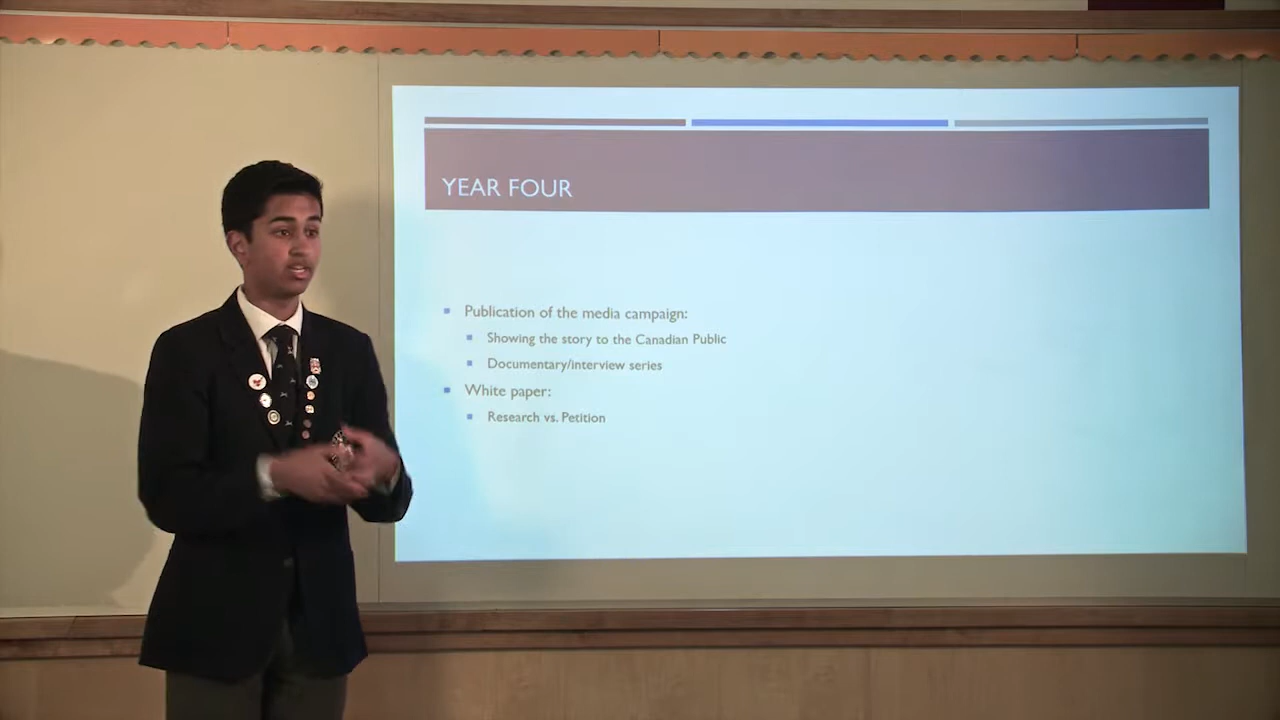 YEAR FOUR
Publication of the media campaign:
Showing the story to the Canadian Public
Documentary/interview series
White paper:
Research vs. Petition